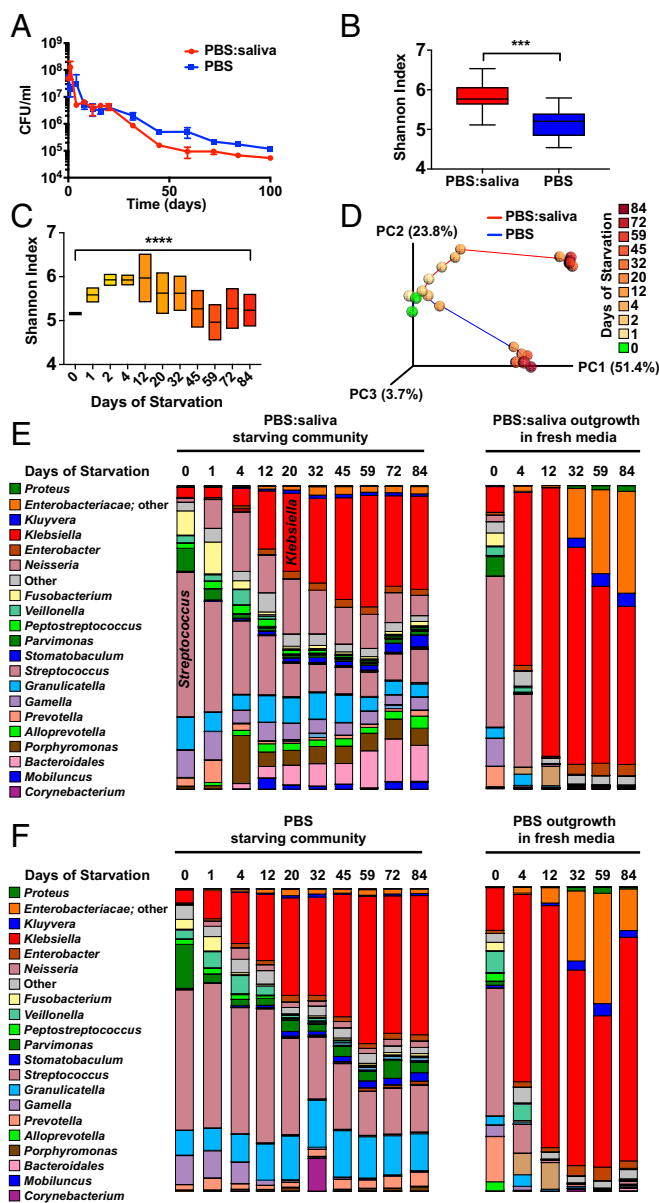 A
PBS:saliva
PBS
CFU/ml
10⁹
10⁸
10⁷
10⁶
10⁵
10⁴
0 50 100
Time (days)
B
***
Shannon Index
7
6
5
4
PBS:saliva PBS
C
****
Shannon Index
6
5
4
0 1 2 4 12 20 32 45 59 72 84
Days of Starvation
D
PBS:saliva
PBS
PC2 (23.8%)
PC1 (51.4%)
PC3 (3.7%)
Days of Starvation
84
72
59
45
32
20
12
4
2
1
0
E
PBS:saliva
starving community
PBS:saliva outgrowth
in fresh media
Days of Starvation 0 1 4 12 20 32 45 59 72 84 0 4 12 32 59 84
Proteus
Enterobacteriacae; other
Kluyvera
Klebsiella
Enterobacter
Neisseria
Other
Fusobacterium
Veillonella
Peptostreptococcus
Parvimonas
Stomatobaculum
Streptococcus
Granulicatella
Gamella
Prevotella
Alloprevotella
Porphyromonas
Bacteroidales
Mobiluncus
Corynebacterium
Streptococcus
Klebsiella
F
PBS
starving community
PBS outgrowth
in fresh media
Days of Starvation 0 1 4 12 20 32 45 59 72 84 0 4 12 32 59 84
Proteus
Enterobacteriacae; other
Kluyvera
Klebsiella
Enterobacter
Neisseria
Other
Fusobacterium
Veillonella
Peptostreptococcus
Parvimonas
Stomatobaculum
Streptococcus
Granulicatella
Gamella
Prevotella
Alloprevotella
Porphyromonas
Bacteroidales
Mobiluncus
Corynebacterium